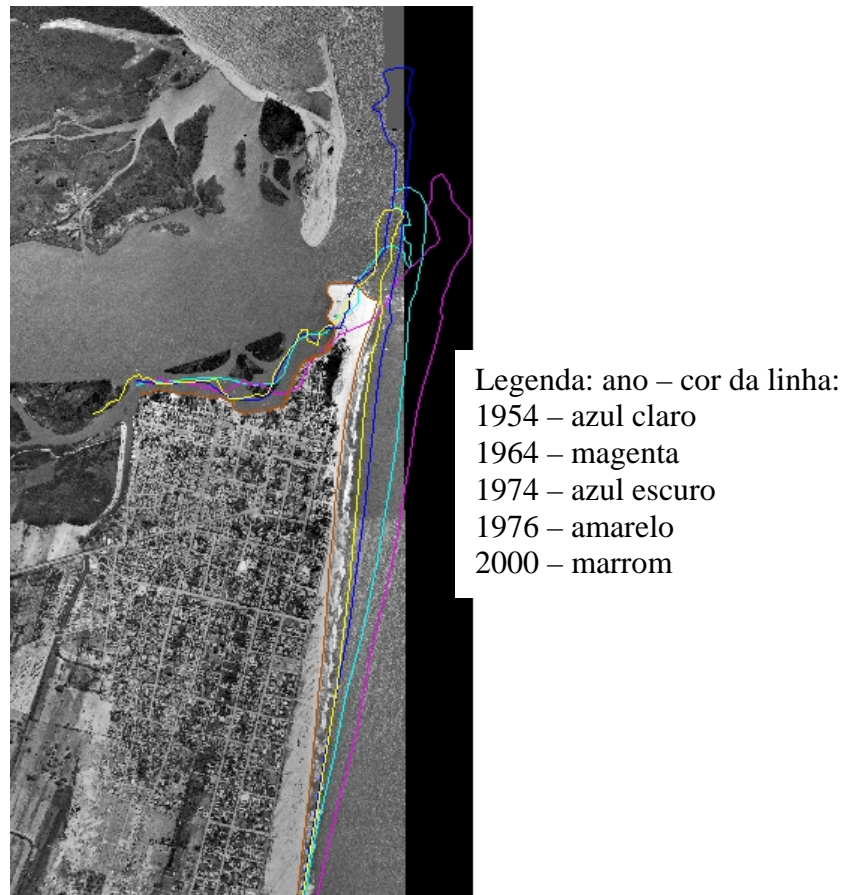 Legenda: ano – cor da linha:
1954 – azul claro
1964 – magenta
1974 – azul escuro
1976 – amarelo
2000 – marrom